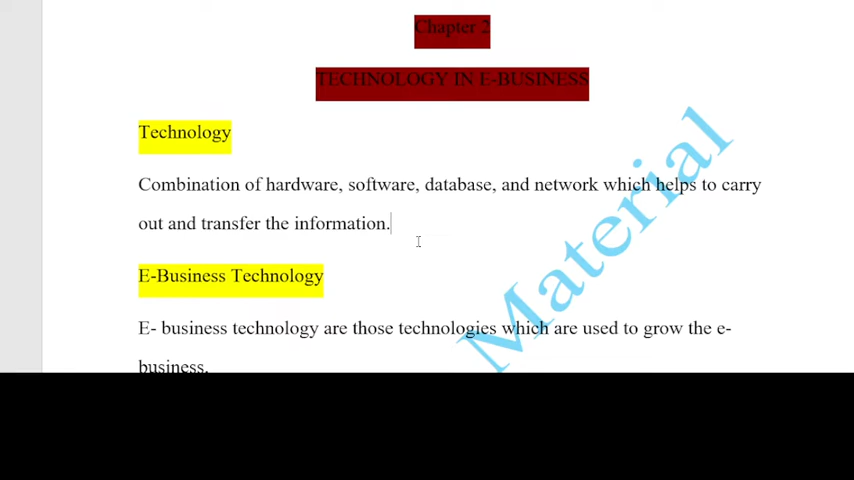 Chapter 2
TECHNOLOGY IN E-BUSINESS
Technology
Combination of hardware, software, database, and network which helps to carry
out and transfer the information.
E-Business Technology
E- business technology are those technologies which are used to grow the e-
business.
Material